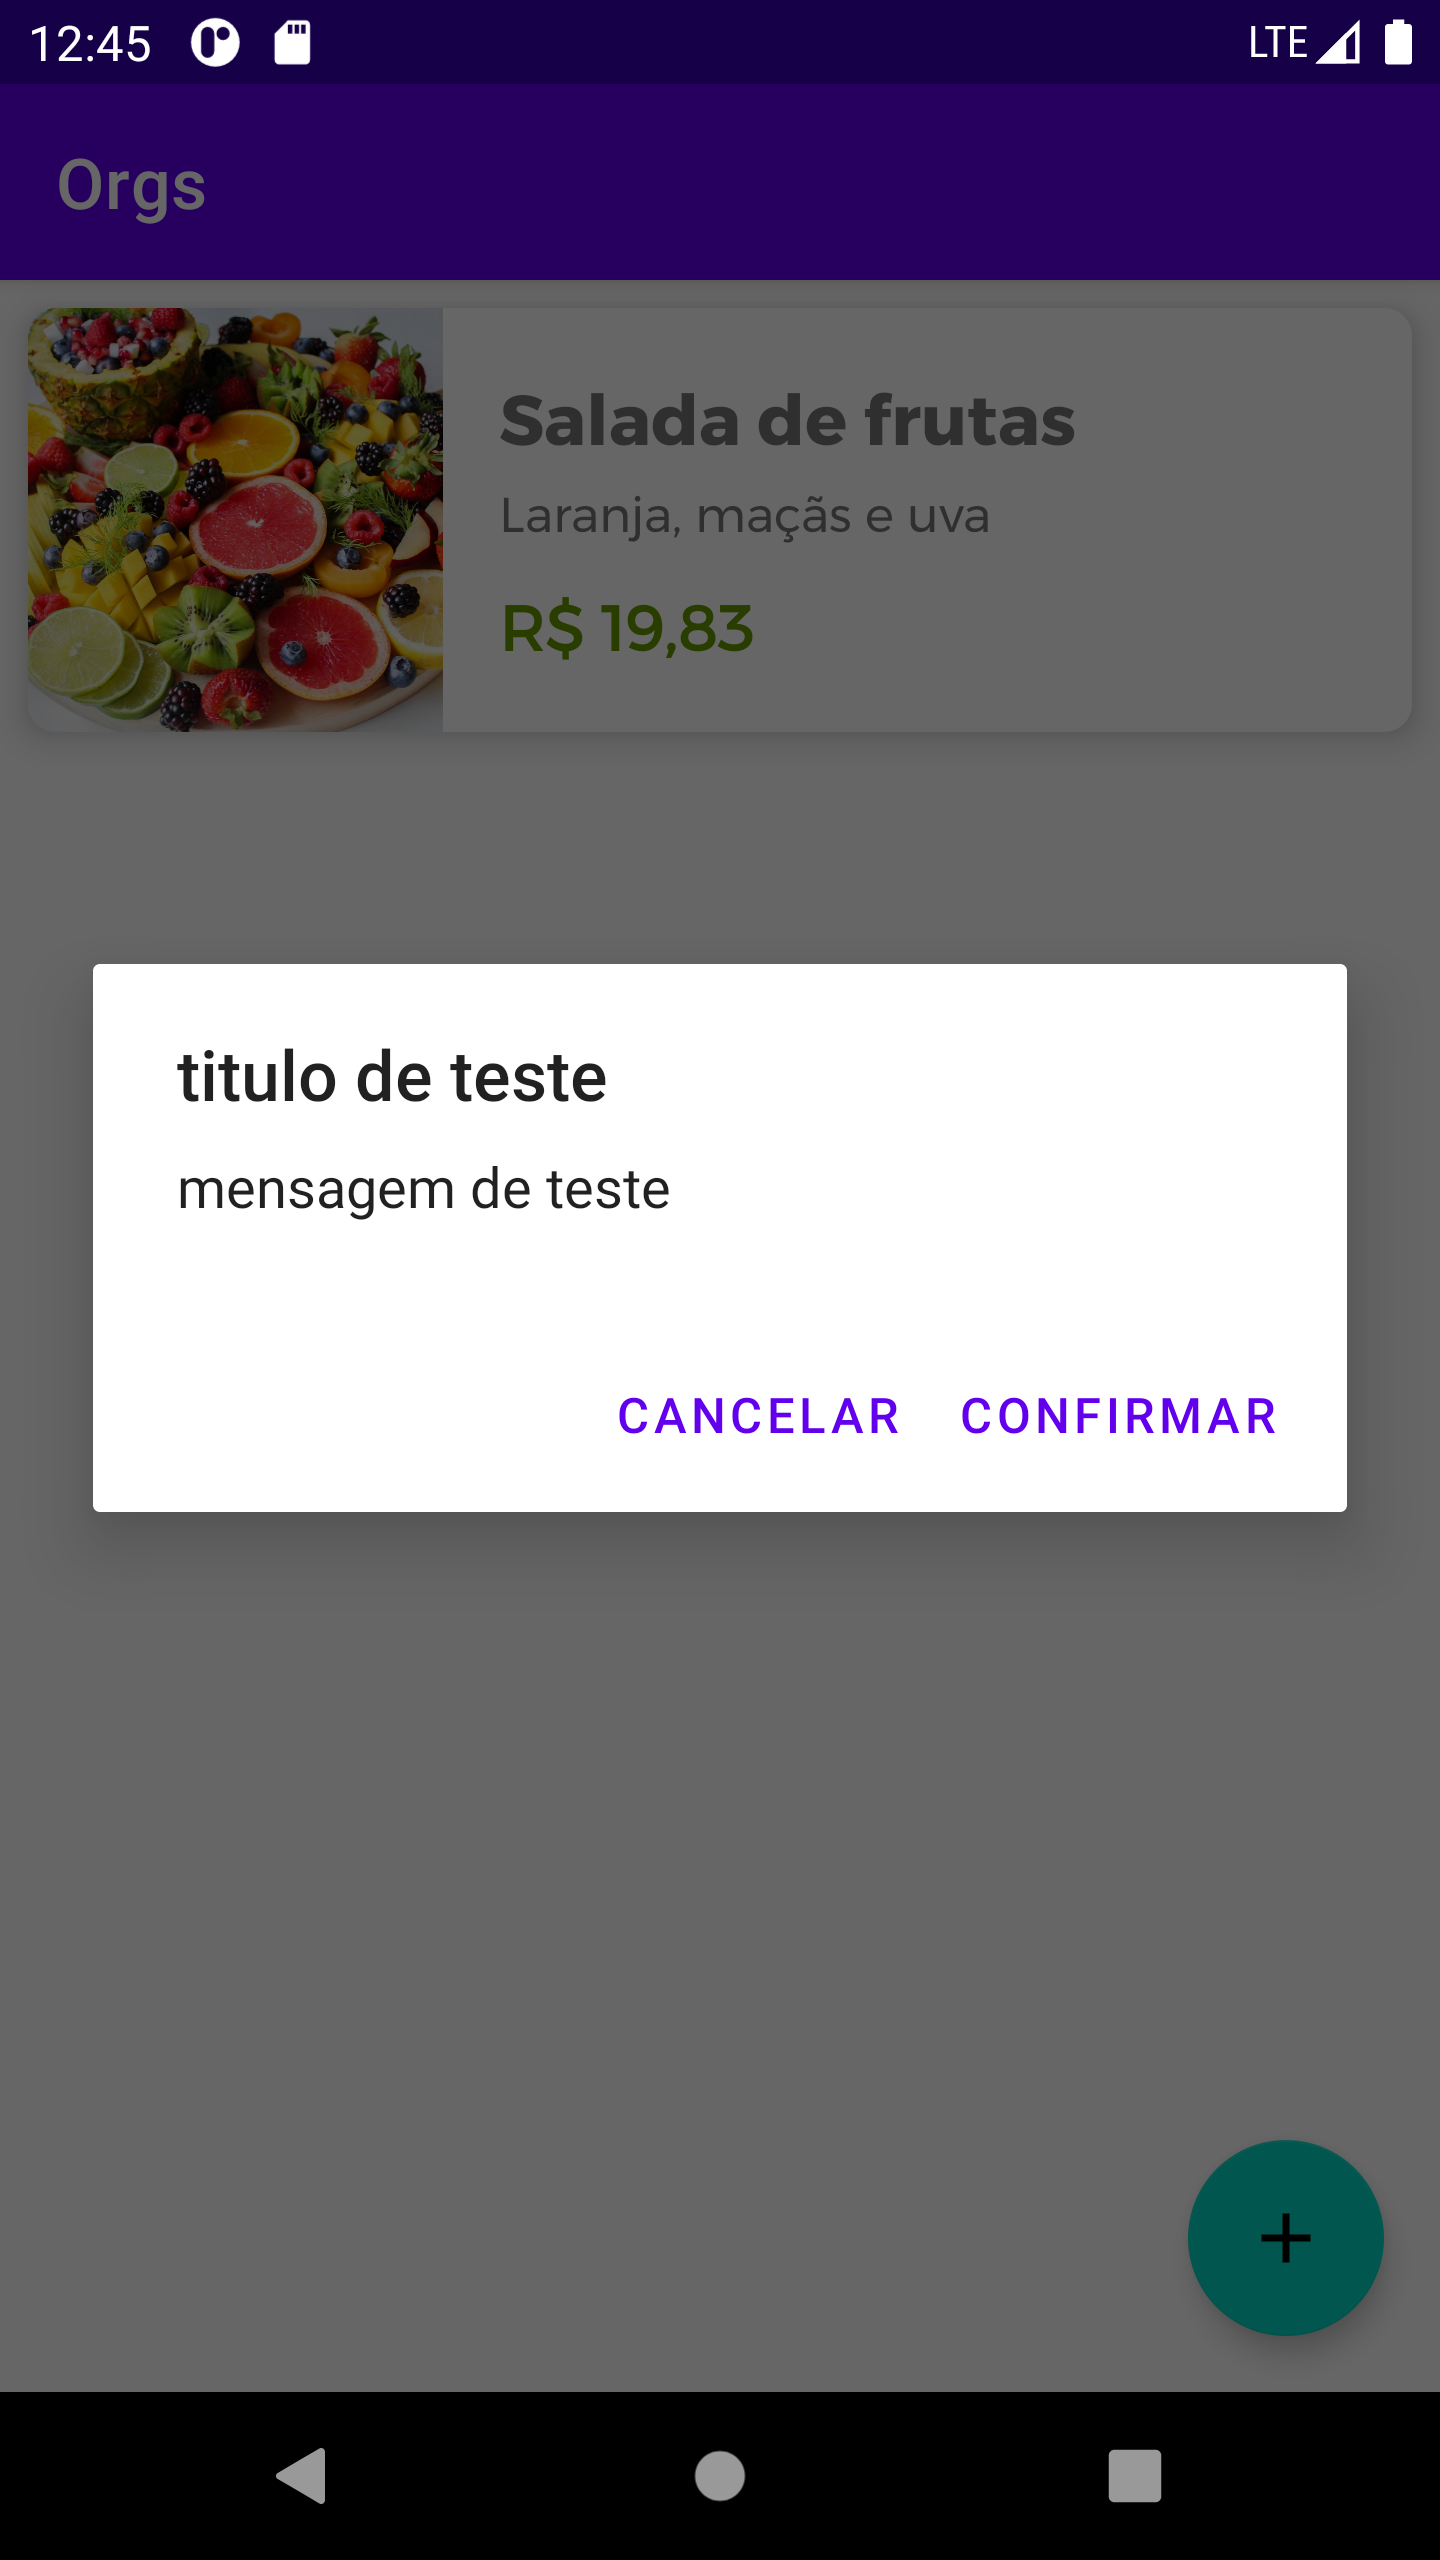 12:45
LTE
Orgs
Salada de frutas
Laranja, maçãs e uva
R$ 19,83
titulo de teste
mensagem de teste
CANCELAR CONFIRMAR